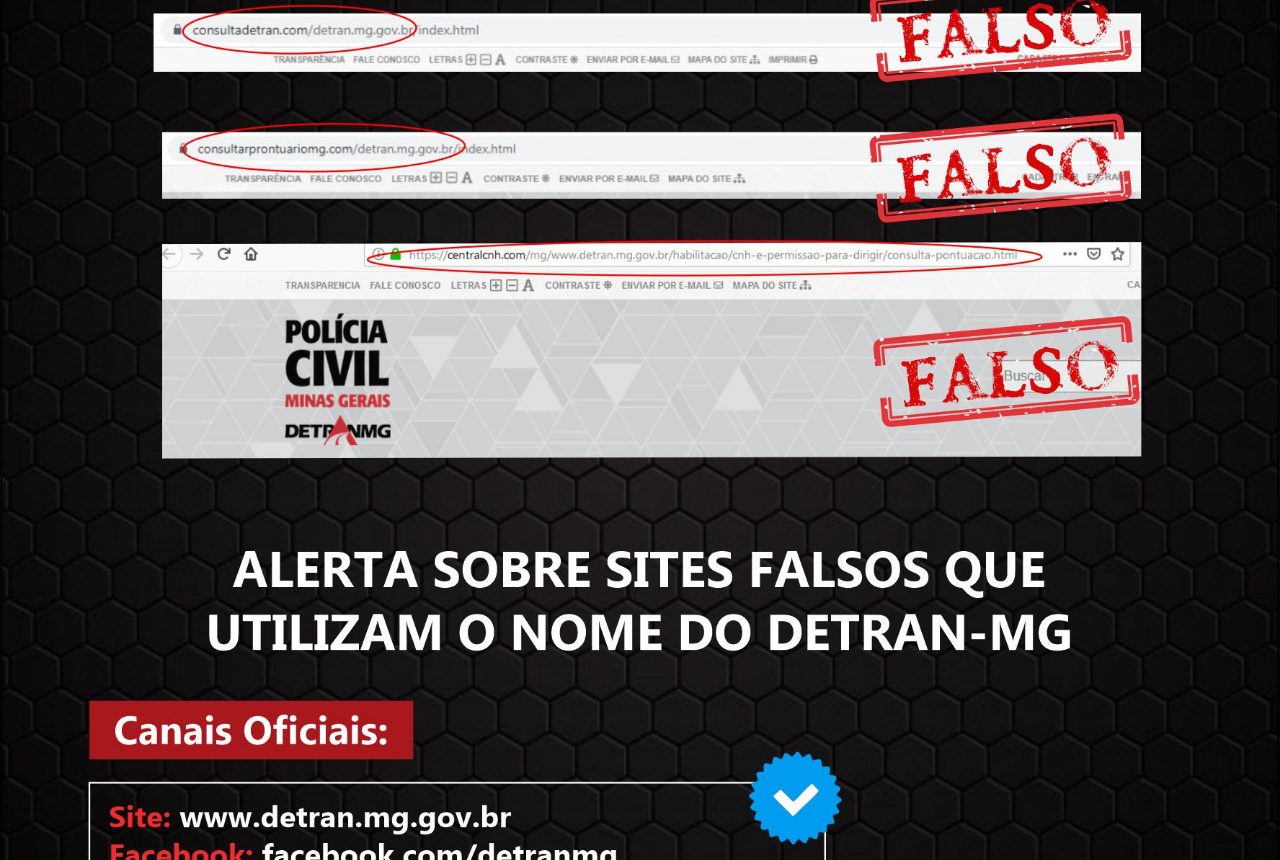 consultadetran.com/detran.mg.gov.br/index.html
FALSO
TRANSPARÊNCIA FALE CONOSCO LETRAS A CONTRASTE ENVIAR POR E-MAIL MAPA DO SITE IMPRIMIR
consultarprontuariomg.com/detran.mg.gov.br/index.html
FALSO
TRANSPARÊNCIA FALE CONOSCO LETRAS A CONTRASTE ENVIAR POR E-MAIL MAPA DO SITE CADASTRAR ENTRAR
https://centralcnh.com/mg/www.detran.mg.gov.br/habilitacao/cnh-e-permissao-para-dirigir/consulta-pontuacao.html
TRANSPARENCIA FALE CONOSCO LETRAS A CONTRASTE ENVIAR POR E-MAIL MAPA DO SITE CA
POLÍCIA
CIVIL
MINAS GERAIS
DETRANMG
FALSO
Buscar
ALERTA SOBRE SITES FALSOS QUE
UTILIZAM O NOME DO DETRAN-MG
Canais Oficiais:
Site: www.detran.mg.gov.br
Facebook: facebook.com/detranmg